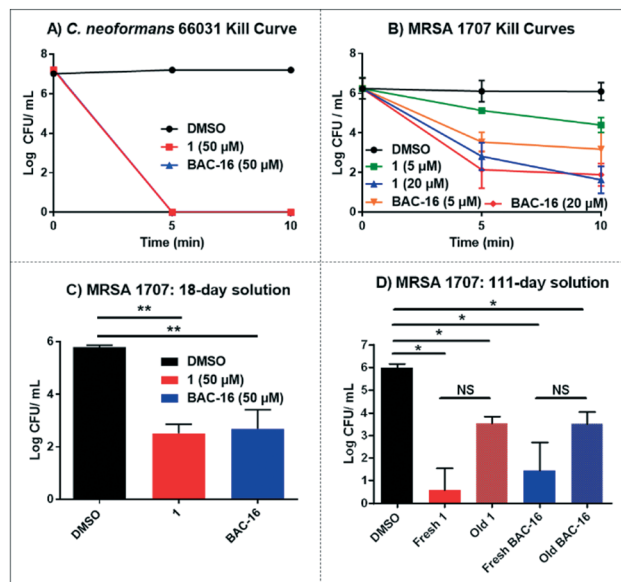 A) C. neoformans 66031 Kill Curve
8
6
4
2
0
Log CFU/ mL
DMSO
1 (50 µM)
BAC-16 (50 µM)
0
5
10
Time (min)
B) MRSA 1707 Kill Curves
8
6
4
2
0
Log CFU/ mL
DMSO
1 (5 µM)
1 (20 µM)
BAC-16 (5 µM)
BAC-16 (20 µM)
0
5
10
Time (min)
C) MRSA 1707: 18-day solution
**
**
6
4
2
0
Log CFU/ mL
DMSO
1 (50 µM)
BAC-16 (50 µM)
DMSO
1
BAC-16
D) MRSA 1707: 111-day solution
*
*
*
*
NS
NS
7
6
5
4
3
2
1
0
Log CFU/ mL
DMSO
Fresh 1
Old 1
Fresh BAC-16
Old BAC-16